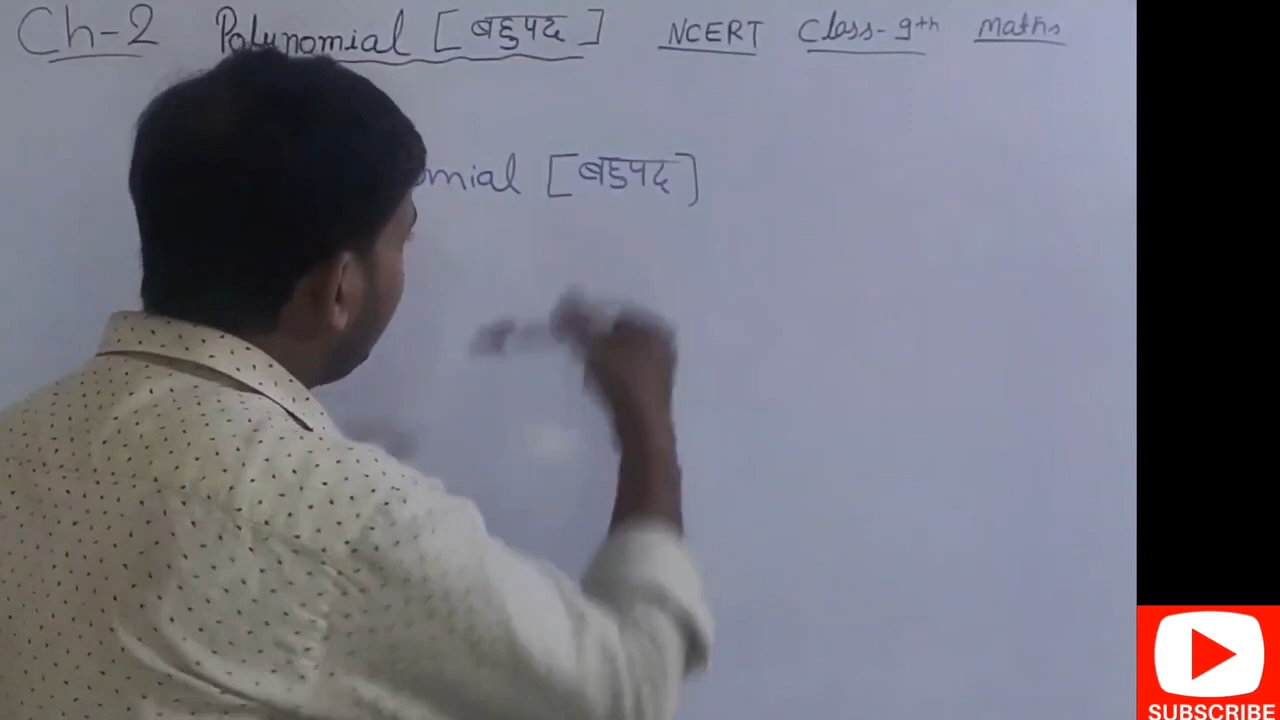 Ch-2 Polynomial [बहुपद] NCERT Class-9th maths
omial [बहुपद]
SUBSCRIBE